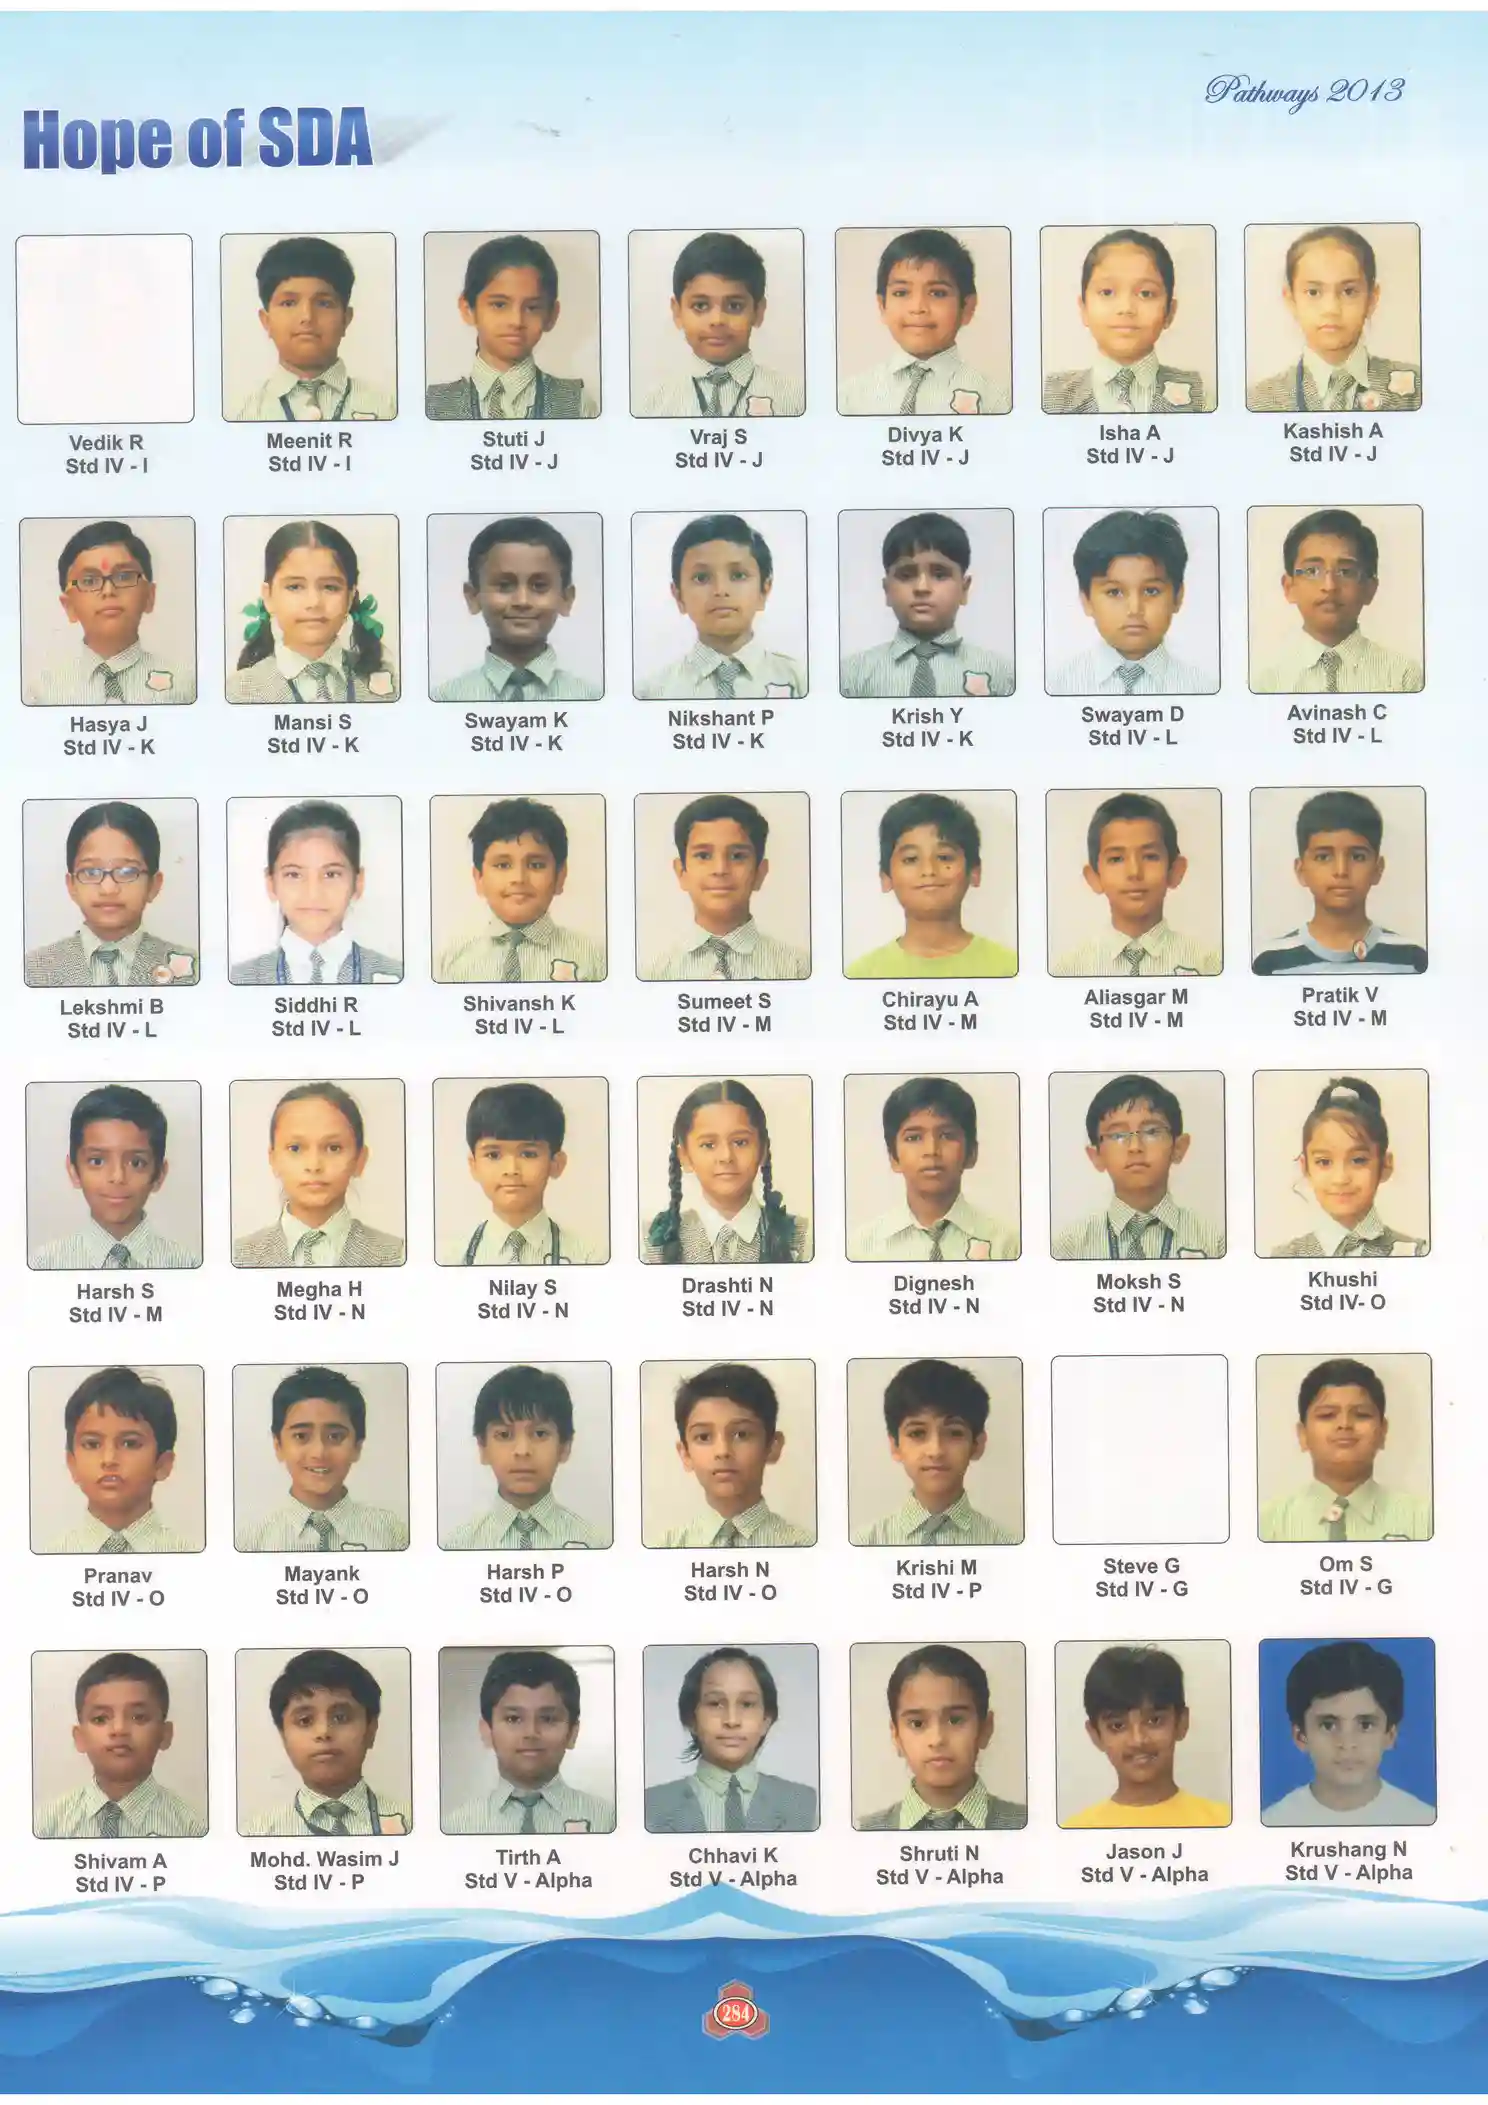 Pathways 2013
Hope of SDA
Vedik R
Std IV - I
Meenit R
Std IV - I
Stuti J
Std IV - J
Vraj S
Std IV - J
Divya K
Std IV - J
Isha A
Std IV - J
Kashish A
Std IV - J
Hasya J
Std IV - K
Mansi S
Std IV - K
Swayam K
Std IV - K
Nikshant P
Std IV - K
Krish Y
Std IV - K
Swayam D
Std IV - L
Avinash C
Std IV - L
Lekshmi B
Std IV - L
Siddhi R
Std IV - L
Shivansh K
Std IV - L
Sumeet S
Std IV - M
Chirayu A
Std IV - M
Aliasgar M
Std IV - M
Pratik V
Std IV - M
Harsh S
Std IV - M
Megha H
Std IV - N
Nilay S
Std IV - N
Drashti N
Std IV - N
Dignesh
Std IV - N
Moksh S
Std IV - N
Khushi
Std IV- O
Pranav
Std IV - O
Mayank
Std IV - O
Harsh P
Std IV - O
Harsh N
Std IV - O
Krishi M
Std IV - P
Steve G
Std IV - G
Om S
Std IV - G
Shivam A
Std IV - P
Mohd. Wasim J
Std IV - P
Tirth A
Std V - Alpha
Chhavi K
Std V - Alpha
Shruti N
Std V - Alpha
Jason J
Std V - Alpha
Krushang N
Std V - Alpha
284